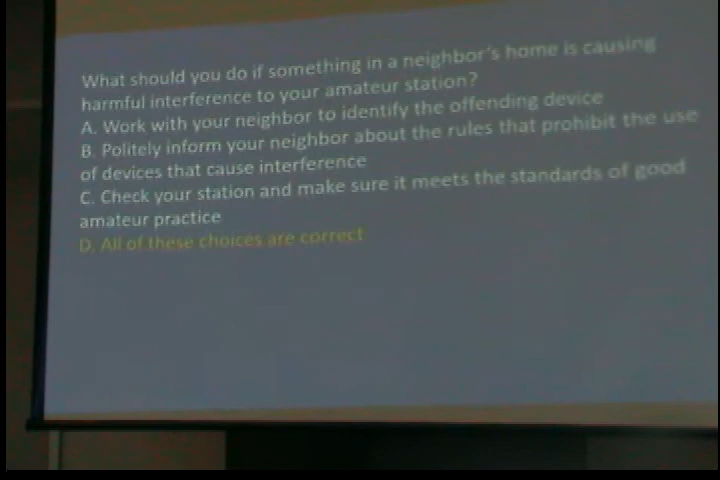 What should you do if something in a neighbor's home is causing
harmful interference to your amateur station?
A. Work with your neighbor to identify the offending device
B. Politely inform your neighbor about the rules that prohibit the use
of devices that cause interference
C. Check your station and make sure it meets the standards of good
amateur practice
D. All of these choices are correct